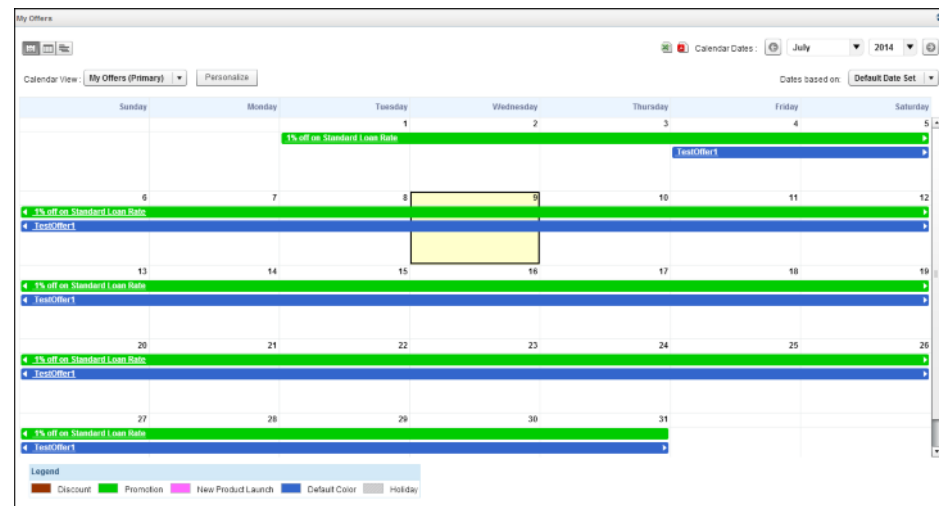 My Offers
Calendar Dates : July 2014
Calendar View : My Offers (Primary) Personalize Dates based on: Default Date Set
Sunday Monday Tuesday Wednesday Thursday Friday Saturday
1 2 3 4 5
1% off on Standard Loan Rate
TestOffer1
6 7 8 9 10 11 12
1% off on Standard Loan Rate
TestOffer1
13 14 15 16 17 18 19
1% off on Standard Loan Rate
TestOffer1
20 21 22 23 24 25 26
1% off on Standard Loan Rate
TestOffer1
27 28 29 30 31
1% off on Standard Loan Rate
TestOffer1
Legend
Discount Promotion New Product Launch Default Color Holiday